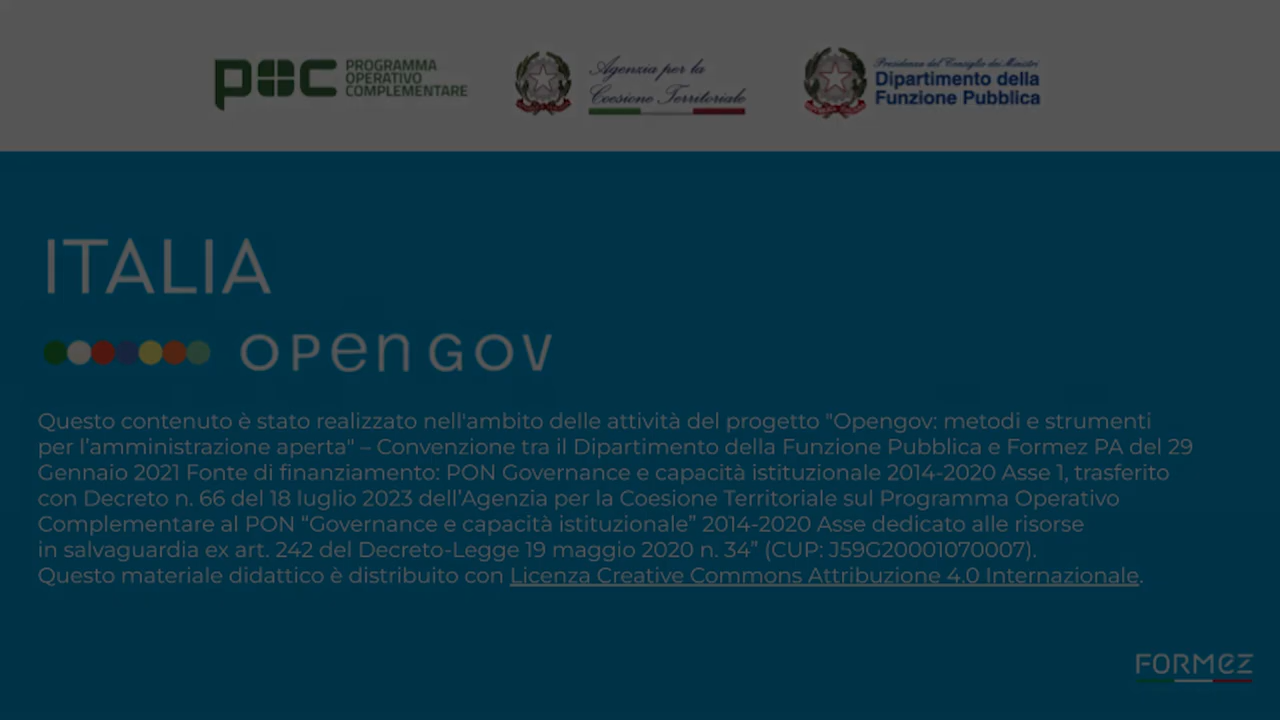 POC PROGRAMMA
OPERATIVO
COMPLEMENTARE
Agenzia per la
Coesione Territoriale
Presidenza del Consiglio dei Ministri
Dipartimento della
Funzione Pubblica
ITALIA
OPEN GOV
Questo contenuto è stato realizzato nell'ambito delle attività del progetto "Opengov: metodi e strumenti
per l’amministrazione aperta" – Convenzione tra il Dipartimento della Funzione Pubblica e Formez PA del 29
Gennaio 2021 Fonte di finanziamento: PON Governance e capacità istituzionale 2014-2020 Asse 1, trasferito
con Decreto n. 66 del 18 luglio 2023 dell’Agenzia per la Coesione Territoriale sul Programma Operativo
Complementare al PON “Governance e capacità istituzionale” 2014-2020 Asse dedicato alle risorse
in salvaguardia ex art. 242 del Decreto-Legge 19 maggio 2020 n. 34” (CUP: J59G20001070007).
Questo materiale didattico è distribuito con Licenza Creative Commons Attribuzione 4.0 Internazionale.
FORMEZ